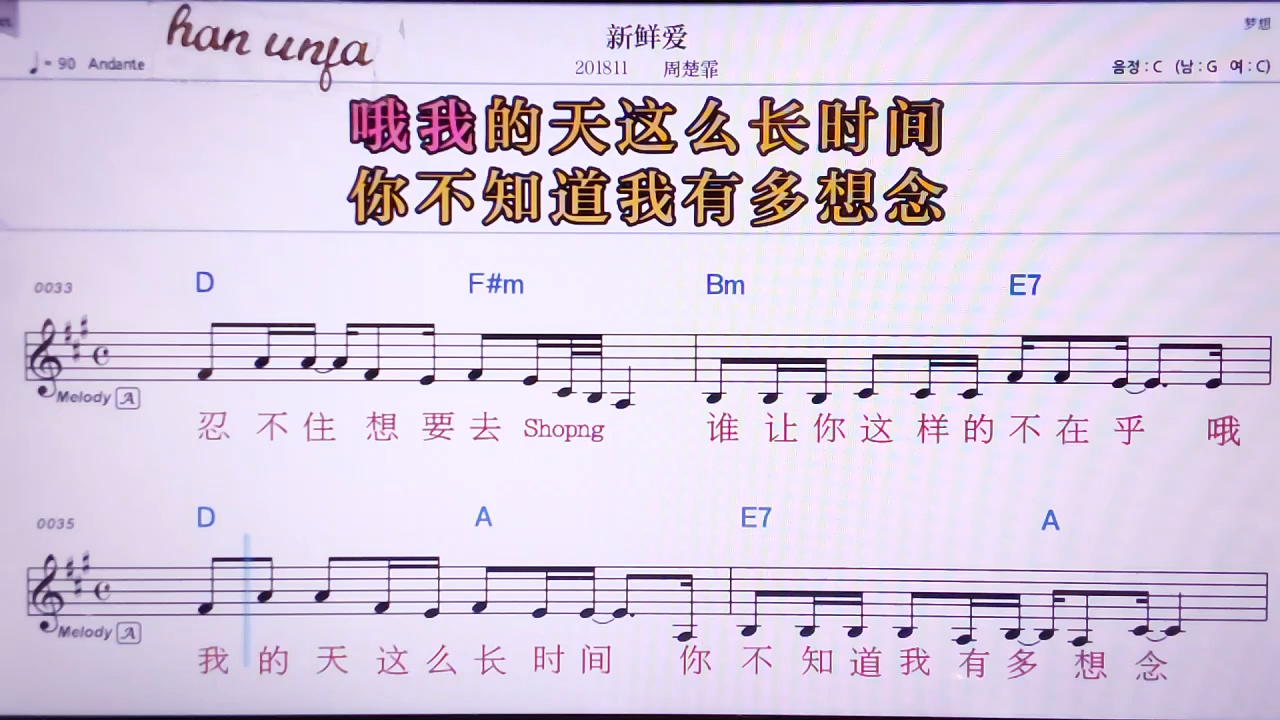 han unfa
新鲜爱
梦想
♩= 90 Andante
201811 周楚霏
음정 : C (남 : G 여 : C)
哦我的天这么长时间
你不知道我有多想念
0033
D F#m Bm E7
Melody A
忍 不 住 想 要 去 Shopng 谁 让 你 这 样 的 不 在 乎 哦
0035
D A E7 A
Melody A
我 的 天 这 么 长 时 间 你 不 知 道 我 有 多 想 念